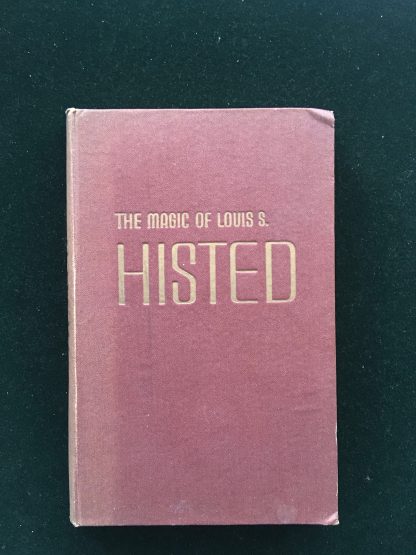 THE MAGIC OF LOUIS S.
HISTED